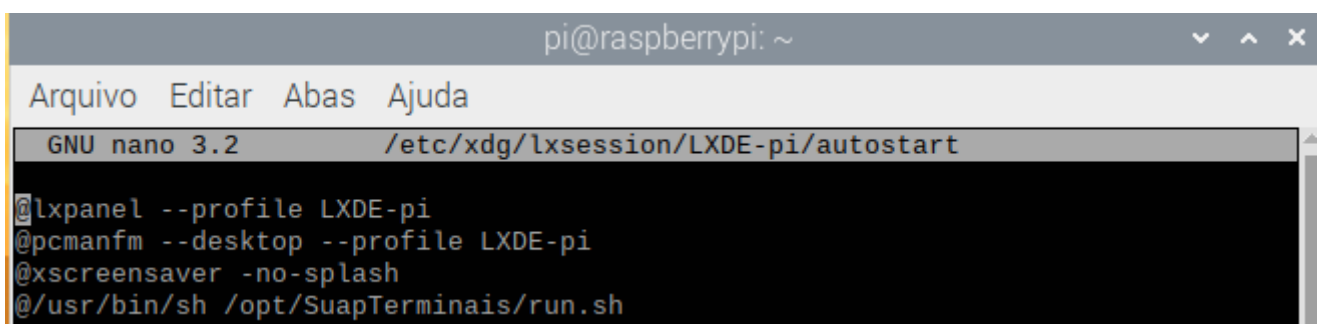 pi@raspberrypi: ~
Arquivo Editar Abas Ajuda
GNU nano 3.2 /etc/xdg/lxsession/LXDE-pi/autostart
@lxpanel --profile LXDE-pi
@pcmanfm --desktop --profile LXDE-pi
@xscreensaver -no-splash
@/usr/bin/sh /opt/SuapTerminais/run.sh